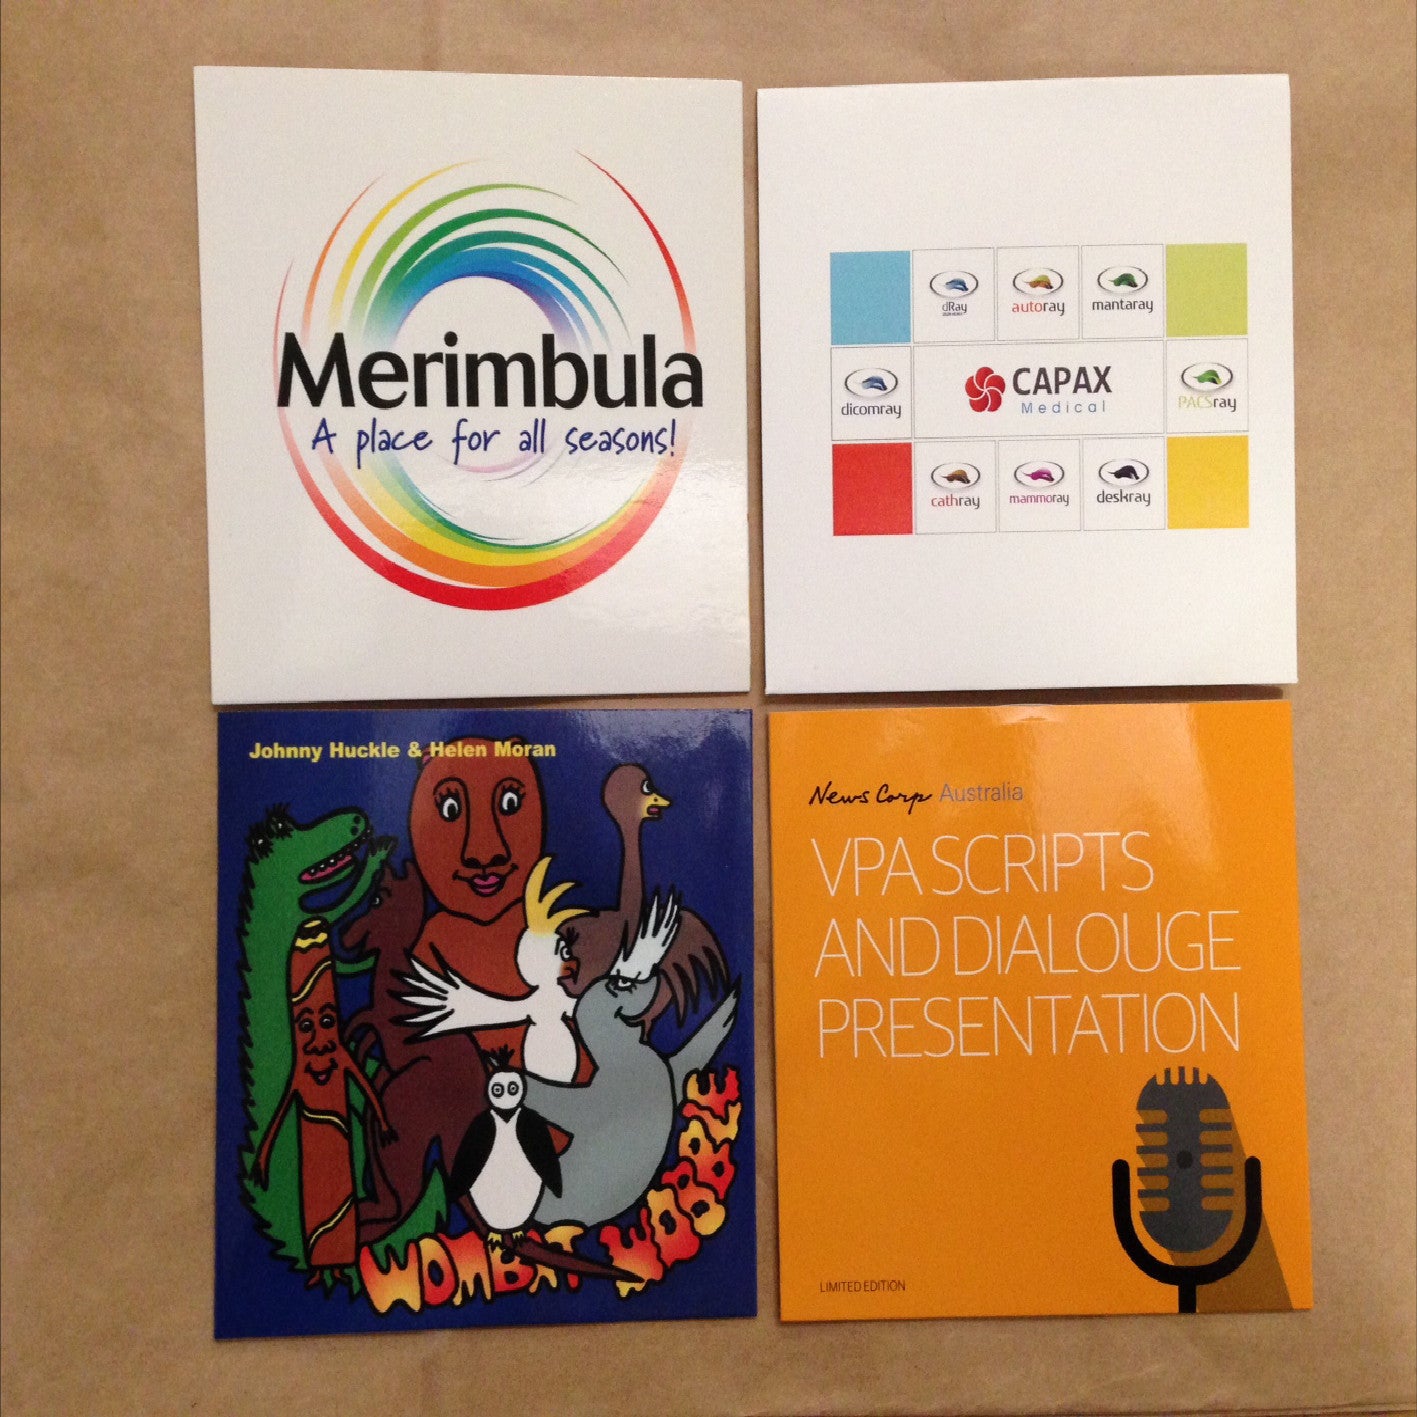 Merimbula
A place for all seasons!
dRay
autoray
mantaray
dicomray
CAPAX
Medical
PACSray
cathray
mammoray
deskray
Johnny Huckle & Helen Moran
WOMBAT WOBBLE
News Corp Australia
VPA SCRIPTS
AND DIALOUGE
PRESENTATION
LIMITED EDITION